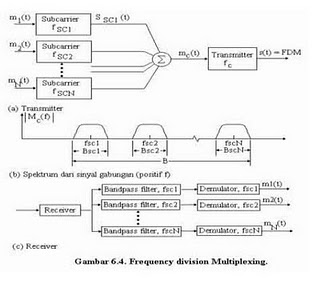 m1(t) Subcarrier fSC1 SSC1(t)
m2(t) Subcarrier fSC2
Σ mc(t) Transmitter fc s(t) = FDM
mN(t) Subcarrier fSCN
(a) Transmitter
|Mc(f)|
fsc1 fsc2 fscN
Bsc1 Bsc2 BscN
B
(b) Spektrum dari sinyal gabungan (positif f)
Bandpass filter, fsc1 Demulator, fsc1 m1(t)
Receiver Bandpass filter, fsc2 Demulator, fsc2 m2(t)
Bandpass filter, fscN Demulator, fscN mN(t)
(c) Receiver
Gambar 6.4. Frequency division Multiplexing.